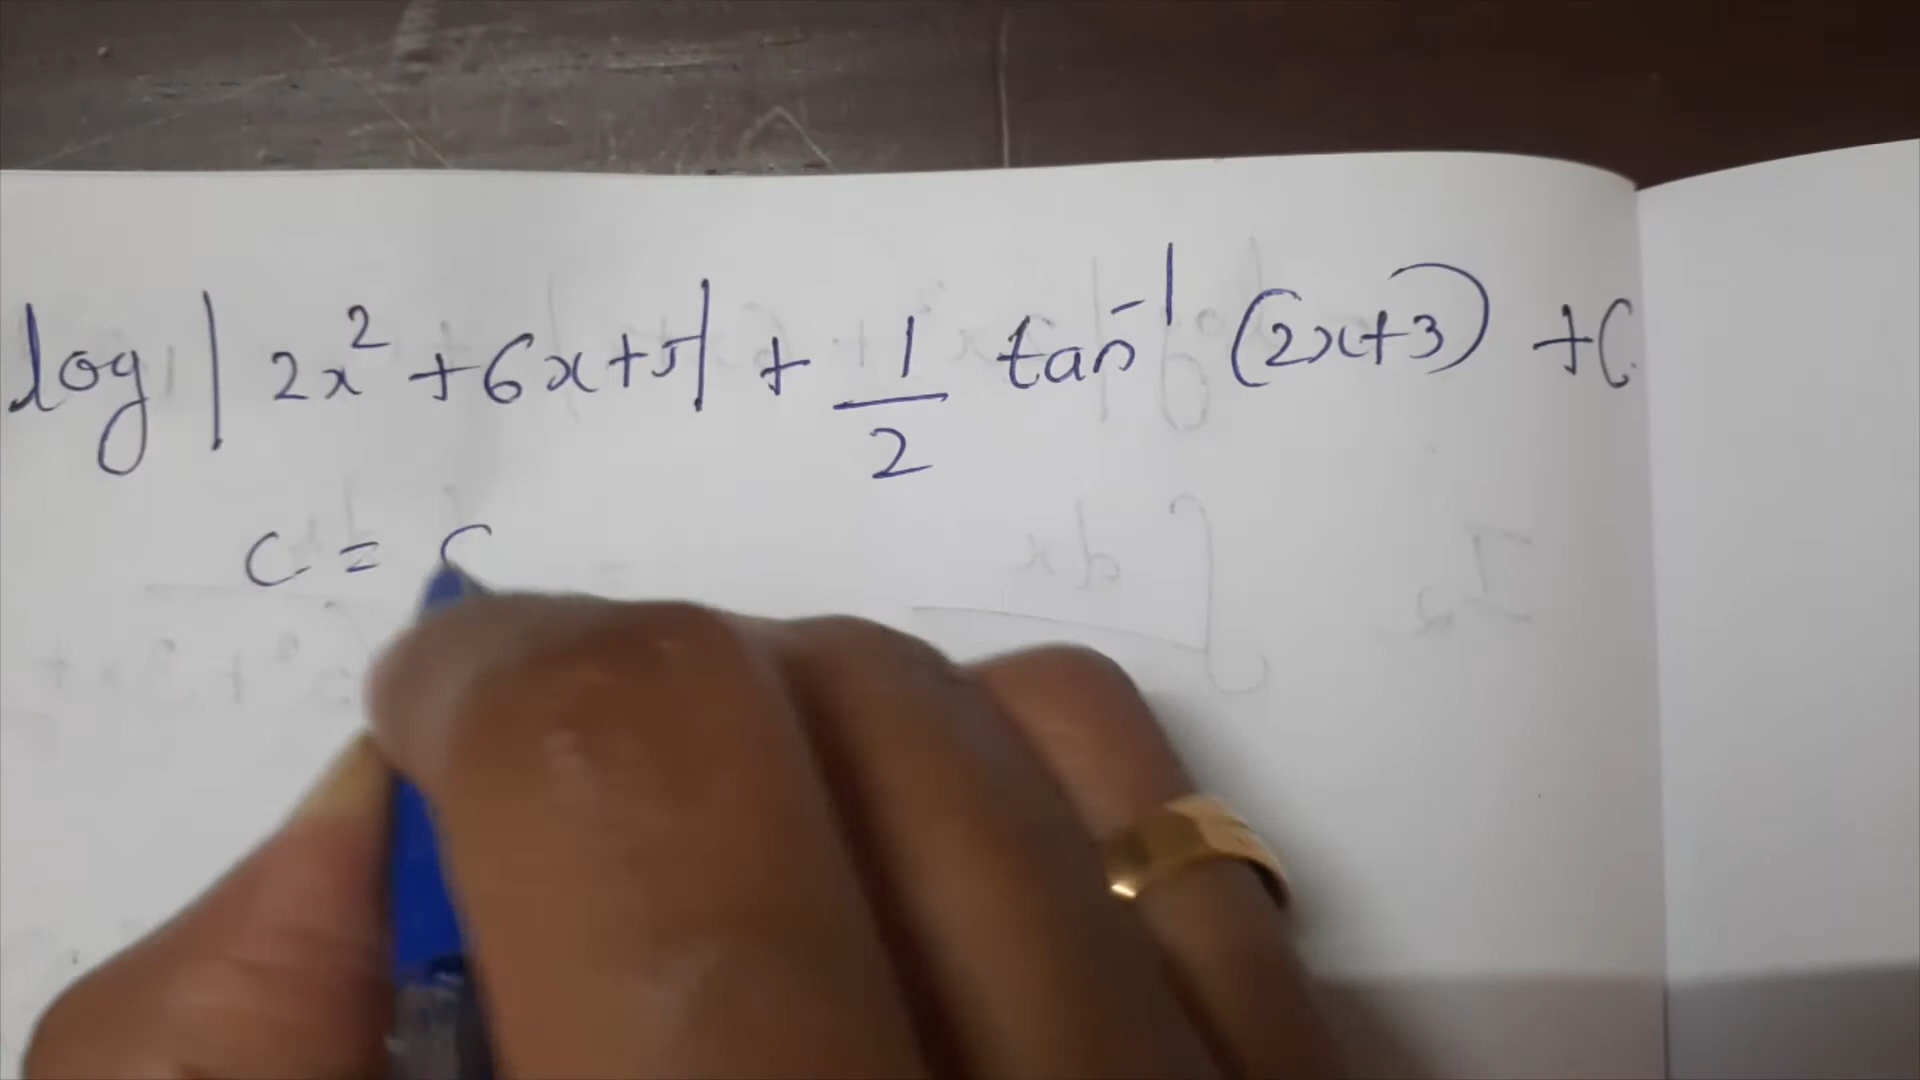 log |2x² + 6x + 5| + 1/2 tan⁻¹ (2x+3) + C
C = C